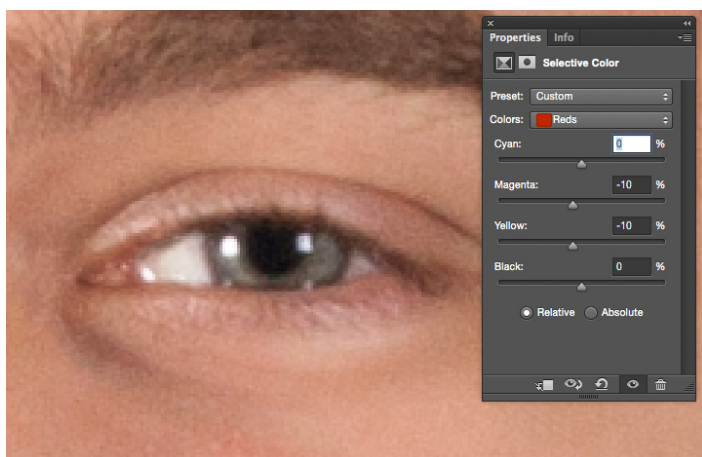 Properties Info
Selective Color
Preset: Custom
Colors: Reds
Cyan: 0 %
Magenta: -10 %
Yellow: -10 %
Black: 0 %
Relative Absolute